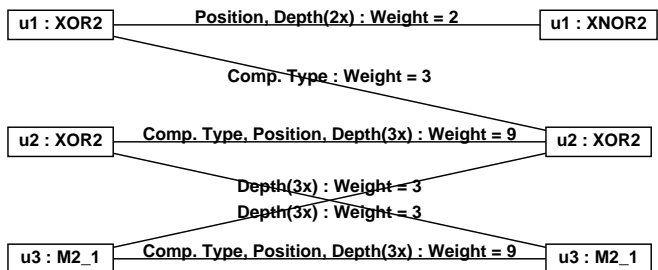 u1 : XOR2 Position, Depth(2x) : Weight = 2 u1 : XNOR2
Comp. Type : Weight = 3
u2 : XOR2 Comp. Type, Position, Depth(3x) : Weight = 9 u2 : XOR2
Depth(3x) : Weight = 3
Depth(3x) : Weight = 3
u3 : M2_1 Comp. Type, Position, Depth(3x) : Weight = 9 u3 : M2_1